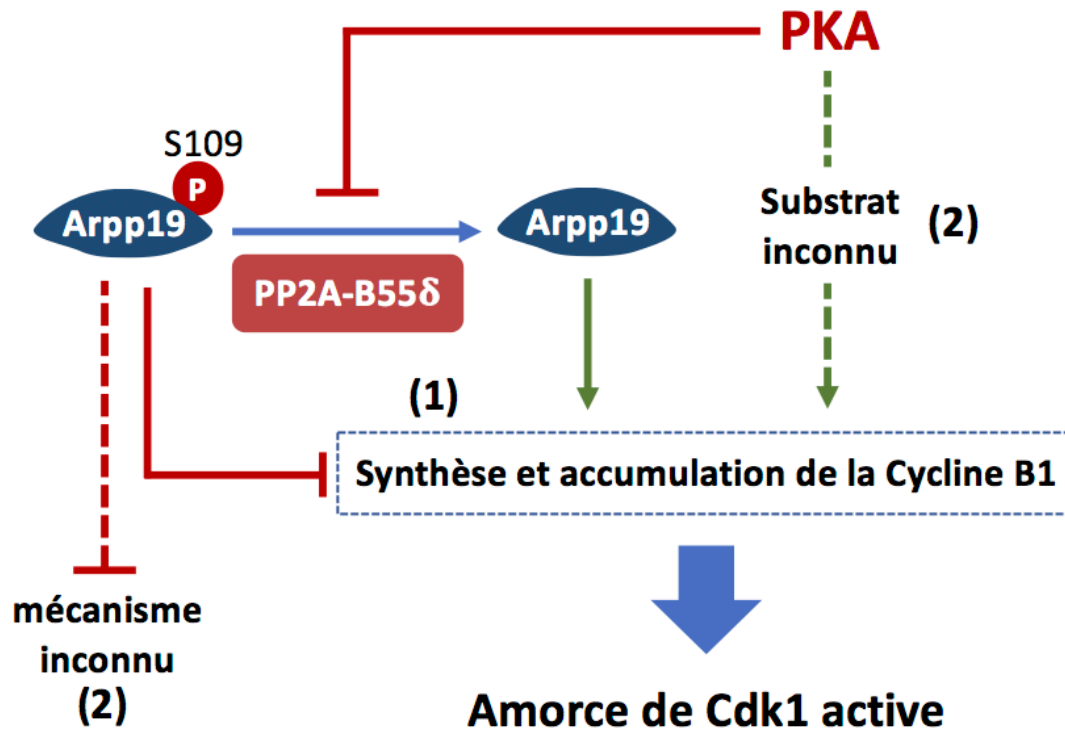 PKA
S109
P
Arpp19
Arpp19
PP2A-B55δ
Substrat
inconnu
(2)
(1)
Synthèse et accumulation de la Cycline B1
mécanisme
inconnu
(2)
Amorce de Cdk1 active